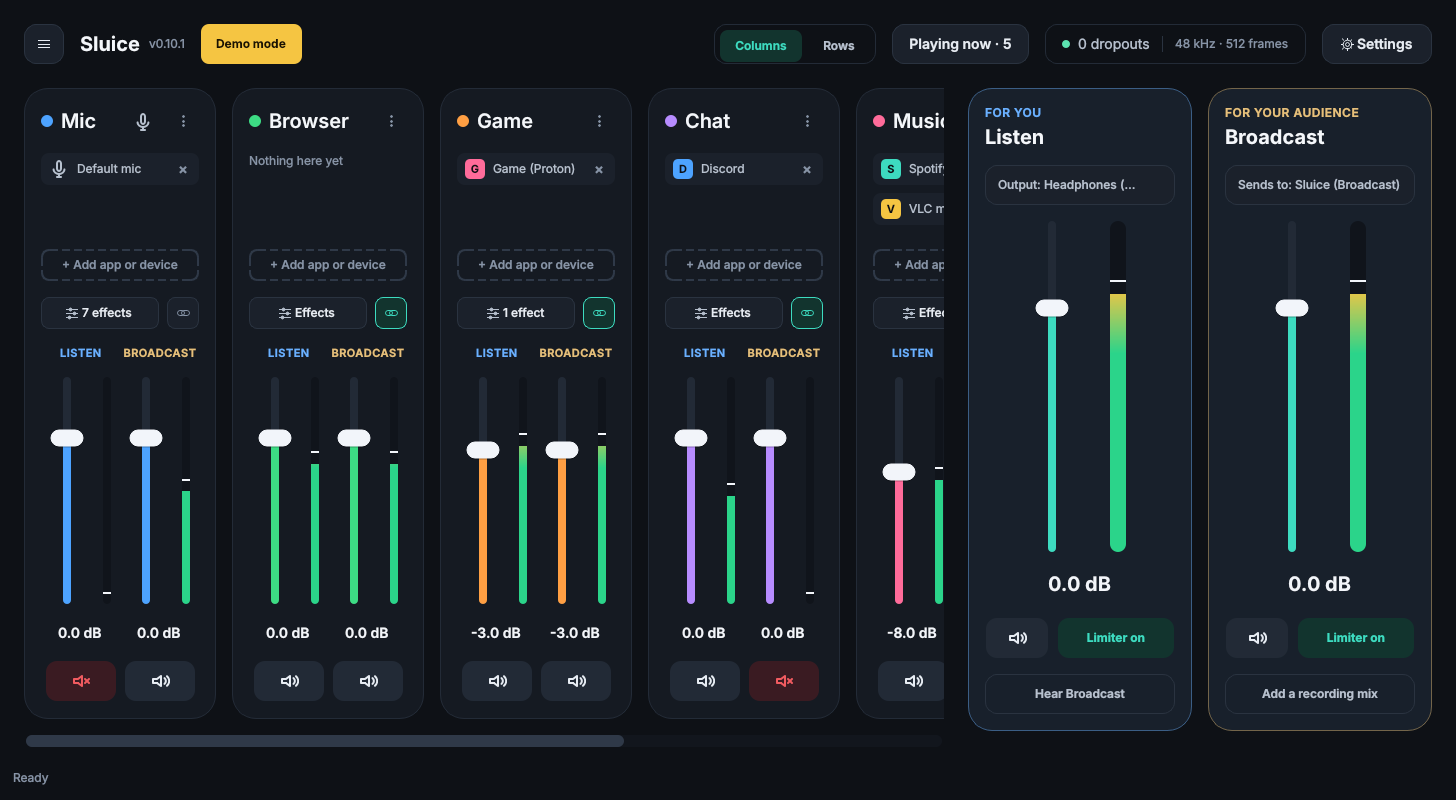 Sluice v0.10.1 Demo mode Columns Rows Playing now · 5 0 dropouts 48 kHz · 512 frames Settings
Mic
Default mic
+ Add app or device
7 effects
LISTEN BROADCAST
0.0 dB 0.0 dB
Browser
Nothing here yet
+ Add app or device
Effects
LISTEN BROADCAST
0.0 dB 0.0 dB
Game
G Game (Proton)
+ Add app or device
1 effect
LISTEN BROADCAST
-3.0 dB -3.0 dB
Chat
D Discord
+ Add app or device
Effects
LISTEN BROADCAST
0.0 dB 0.0 dB
Music
S Spotify
V VLC m
+ Add ap
Effec
LISTEN
-8.0 dB
FOR YOU
Listen
Output: Headphones (...
0.0 dB
Limiter on
Hear Broadcast
FOR YOUR AUDIENCE
Broadcast
Sends to: Sluice (Broadcast)
0.0 dB
Limiter on
Add a recording mix
Ready